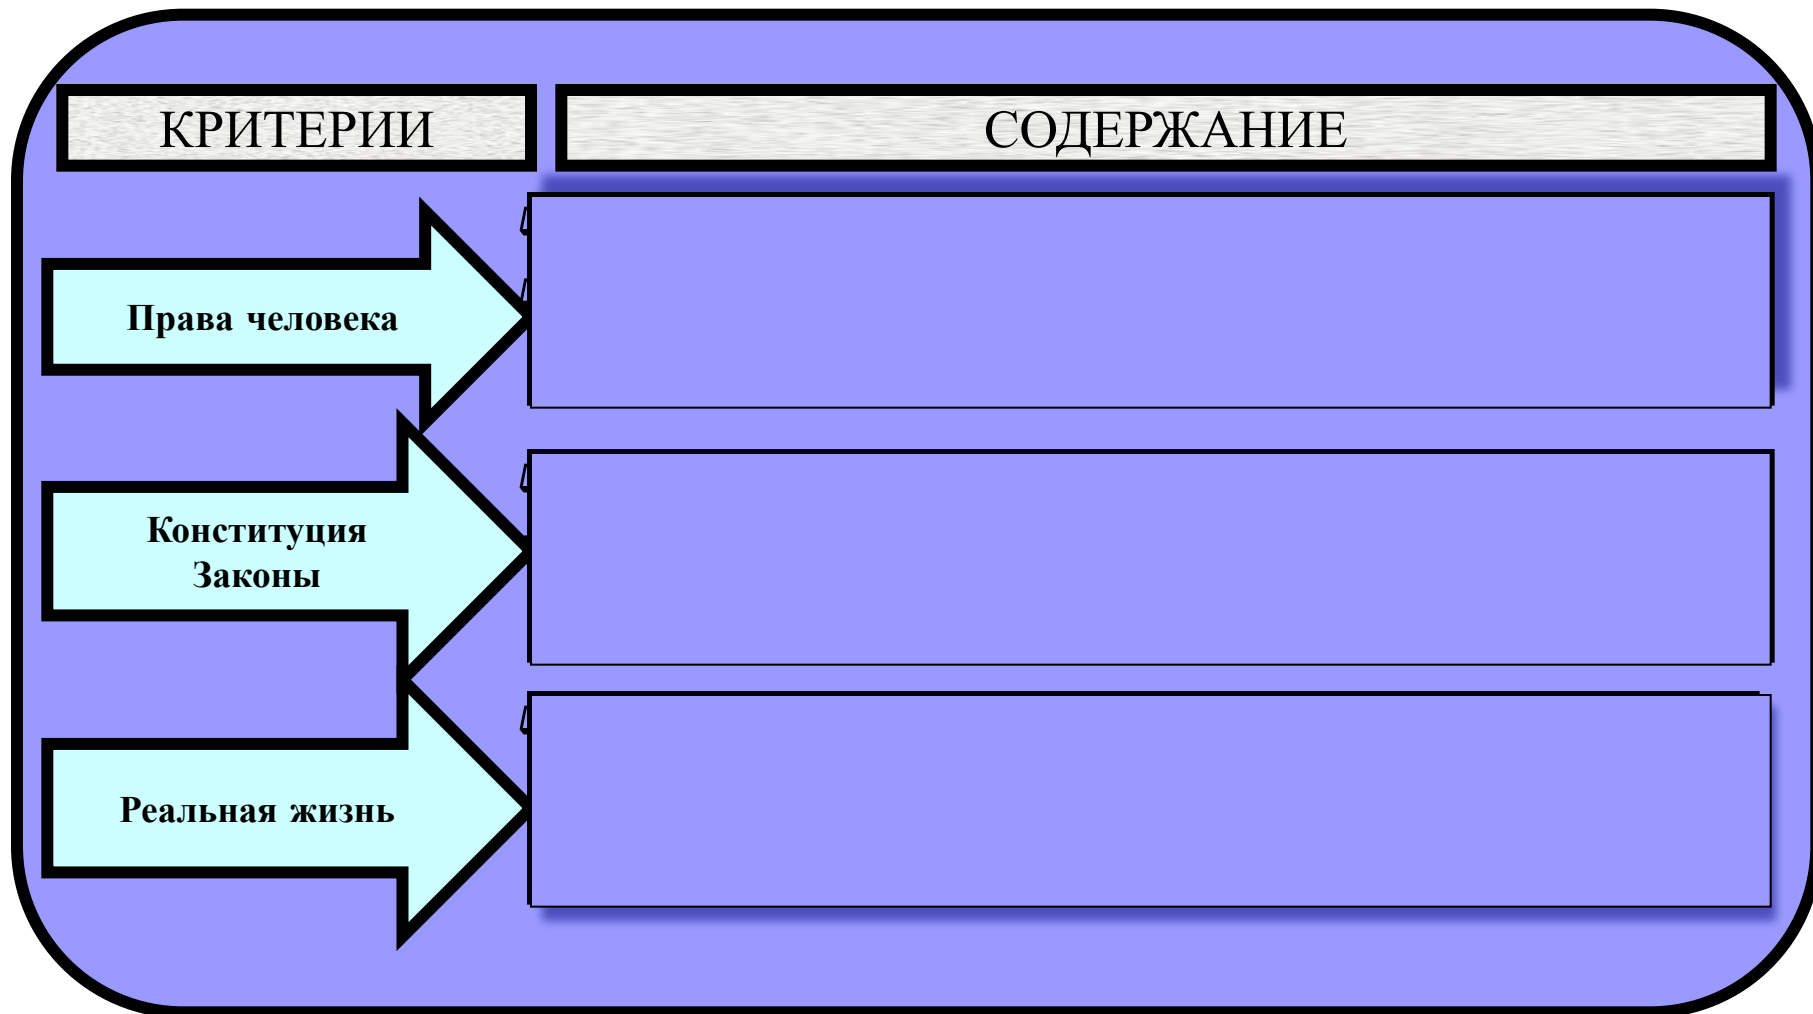 КРИТЕРИИ
СОДЕРЖАНИЕ
Права человека
Конституция
Законы
Реальная жизнь